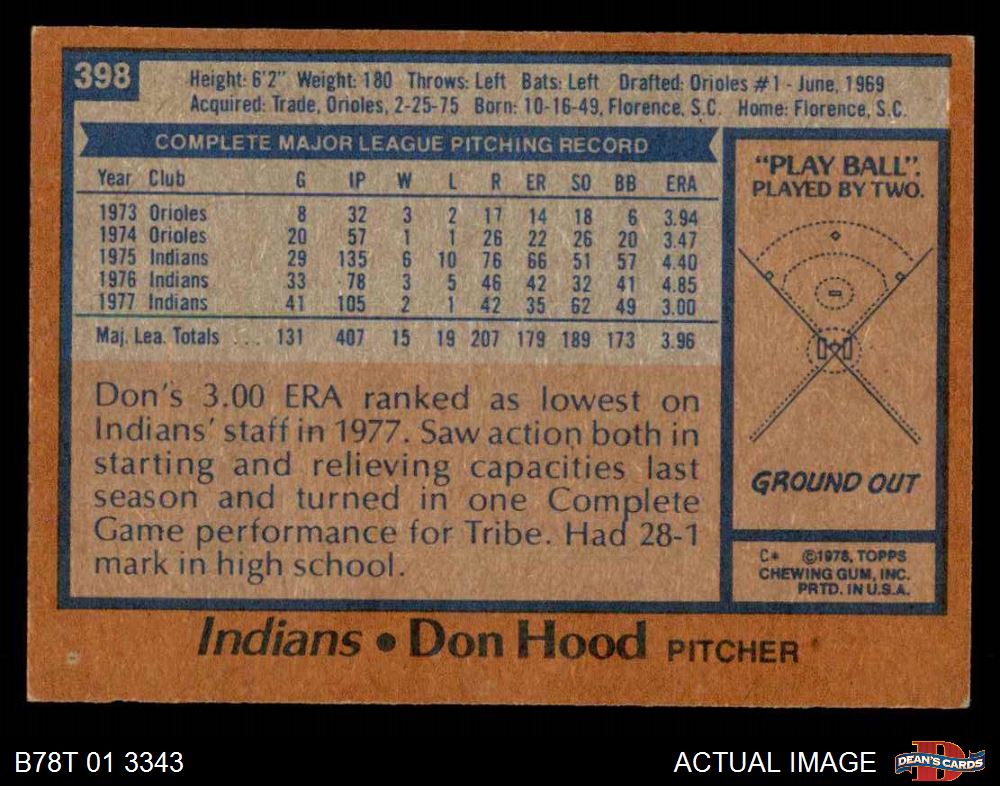 398
Height: 6'2" Weight: 180 Throws: Left Bats: Left Drafted: Orioles #1 - June, 1969
Acquired: Trade, Orioles, 2-25-75 Born: 10-16-49, Florence, S.C. Home: Florence, S.C.
COMPLETE MAJOR LEAGUE PITCHING RECORD
Year Club G IP W L R ER SO BB ERA
1973 Orioles 8 32 3 2 17 14 18 6 3.94
1974 Orioles 20 57 1 1 26 22 26 20 3.47
1975 Indians 29 135 6 10 76 66 51 57 4.40
1976 Indians 33 78 3 5 46 42 32 41 4.85
1977 Indians 41 105 2 1 42 35 62 49 3.00
Maj. Lea. Totals ... 131 407 15 19 207 179 189 173 3.96
Don's 3.00 ERA ranked as lowest on
Indians' staff in 1977. Saw action both in
starting and relieving capacities last
season and turned in one Complete
Game performance for Tribe. Had 28-1
mark in high school.
"PLAY BALL".
PLAYED BY TWO.
GROUND OUT
C* ©1978, TOPPS
CHEWING GUM, INC.
PRTD. IN U.S.A.
Indians • Don Hood PITCHER
B78T 01 3343
ACTUAL IMAGE
D
DEAN'S CARDS